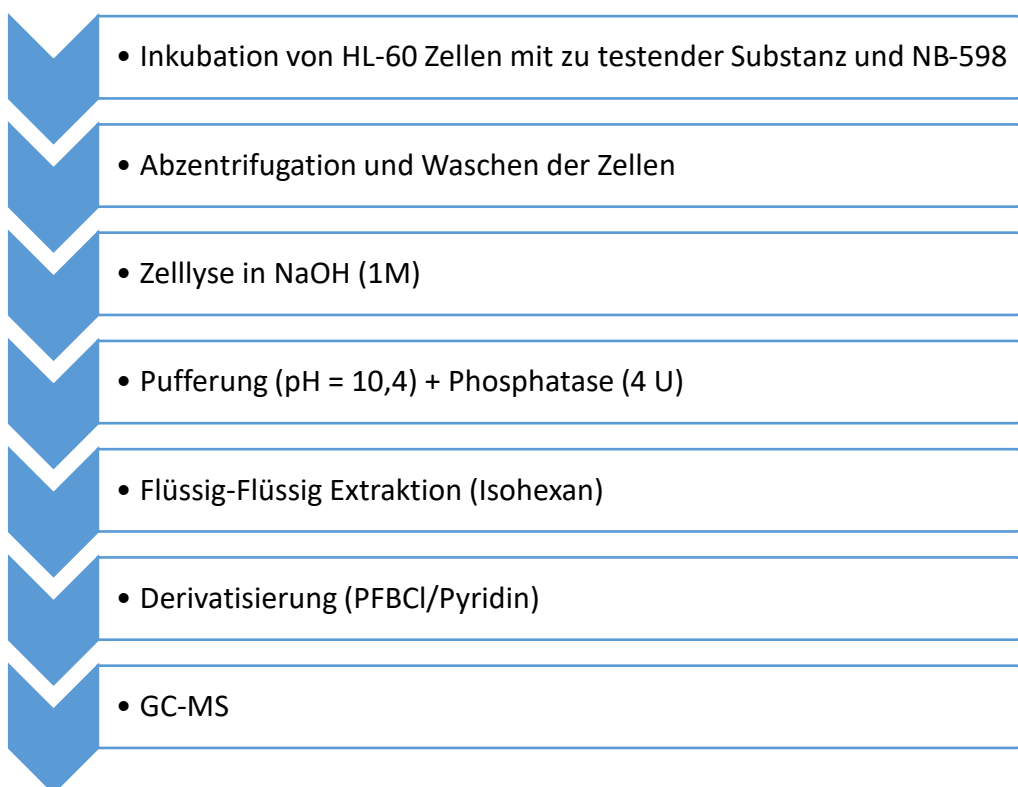 • Inkubation von HL-60 Zellen mit zu testender Substanz und NB-598
• Abzentrifugation und Waschen der Zellen
• Zelllyse in NaOH (1M)
• Pufferung (pH = 10,4) + Phosphatase (4 U)
• Flüssig-Flüssig Extraktion (Isohexan)
• Derivatisierung (PFBCl/Pyridin)
• GC-MS